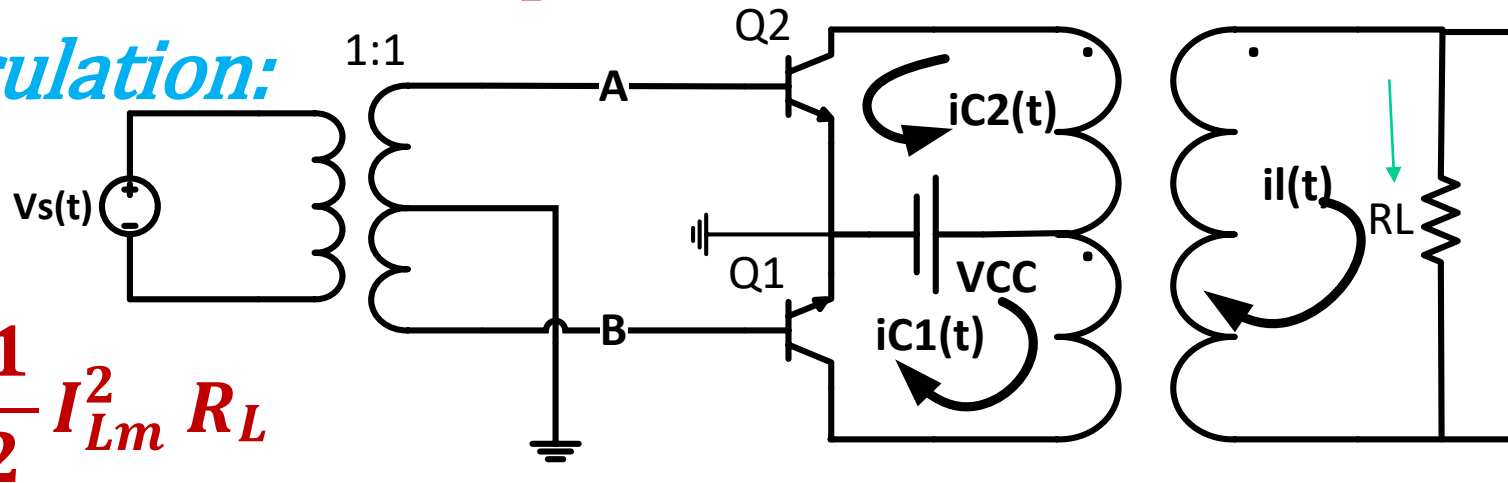 ulation:
1:1
Q2
A
iC2(t)
Vs(t)
+
-
il(t)
RL
Q1
VCC
iC1(t)
B
1
2
I²Lm RL